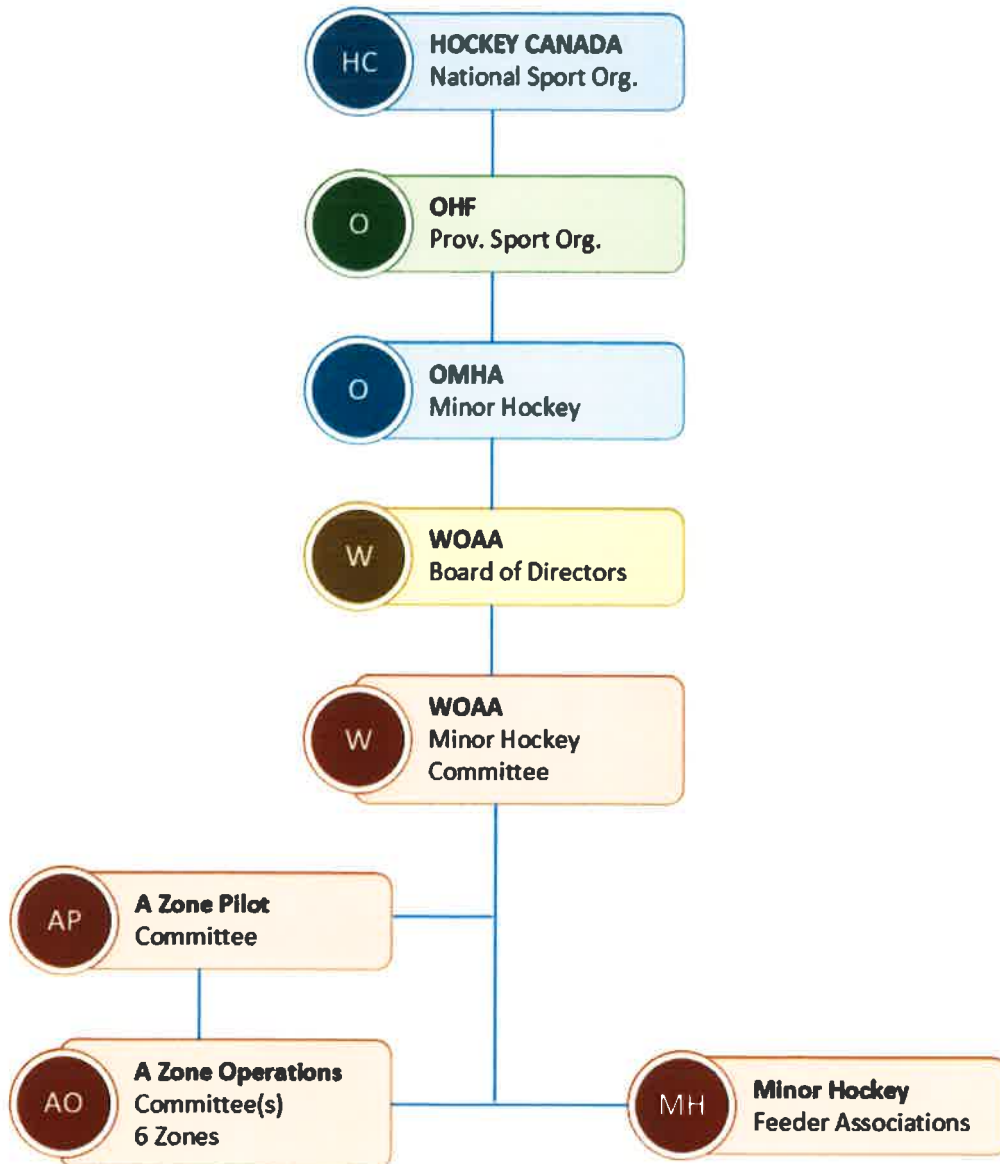 HC
HOCKEY CANADA
National Sport Org.
O
OHF
Prov. Sport Org.
O
OMHA
Minor Hockey
W
WOAA
Board of Directors
W
WOAA
Minor Hockey
Committee
AP
A Zone Pilot
Committee
AO
A Zone Operations
Committee(s)
6 Zones
MH
Minor Hockey
Feeder Associations